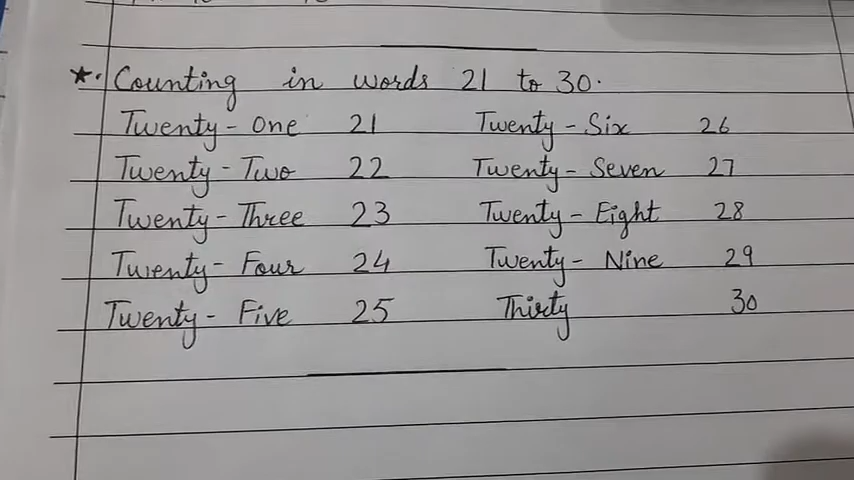 ★. Counting in words 21 to 30.
Twenty-One 21 Twenty-Six 26
Twenty-Two 22 Twenty-Seven 27
Twenty-Three 23 Twenty-Eight 28
Twenty-Four 24 Twenty-Nine 29
Twenty-Five 25 Thirty 30